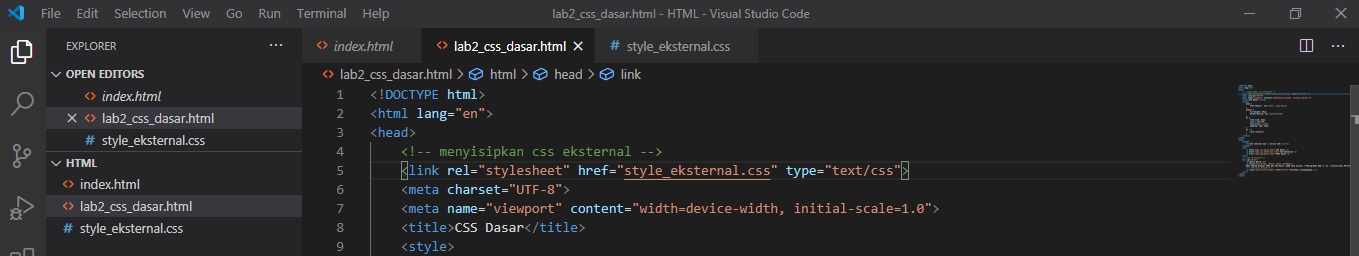 File Edit Selection View Go Run Terminal Help lab2_css_dasar.html - HTML - Visual Studio Code
EXPLORER
OPEN EDITORS
index.html
lab2_css_dasar.html
style_eksternal.css
HTML
index.html
lab2_css_dasar.html
style_eksternal.css
index.html lab2_css_dasar.html style_eksternal.css
lab2_css_dasar.html > html > head > link
1 <!DOCTYPE html>
2 <html lang="en">
3 <head>
4 <!-- menyisipkan css eksternal -->
5 <link rel="stylesheet" href="style_eksternal.css" type="text/css">
6 <meta charset="UTF-8">
7 <meta name="viewport" content="width=device-width, initial-scale=1.0">
8 <title>CSS Dasar</title>
9 <style>